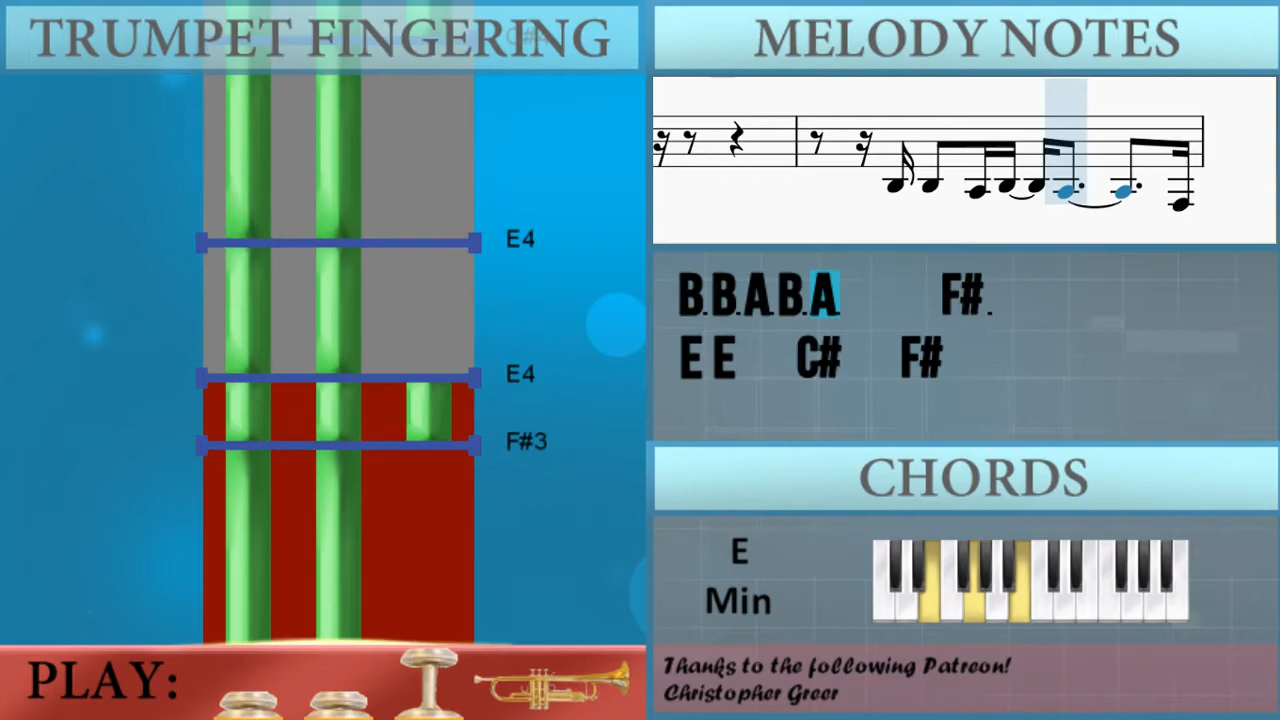 TRUMPET FINGERING
C#
E4
E4
F#3
PLAY:
MELODY NOTES
B.B.A.B.A. F#.
E E C# F#
CHORDS
E
Min
Thanks to the following Patreon!
Christopher Greer